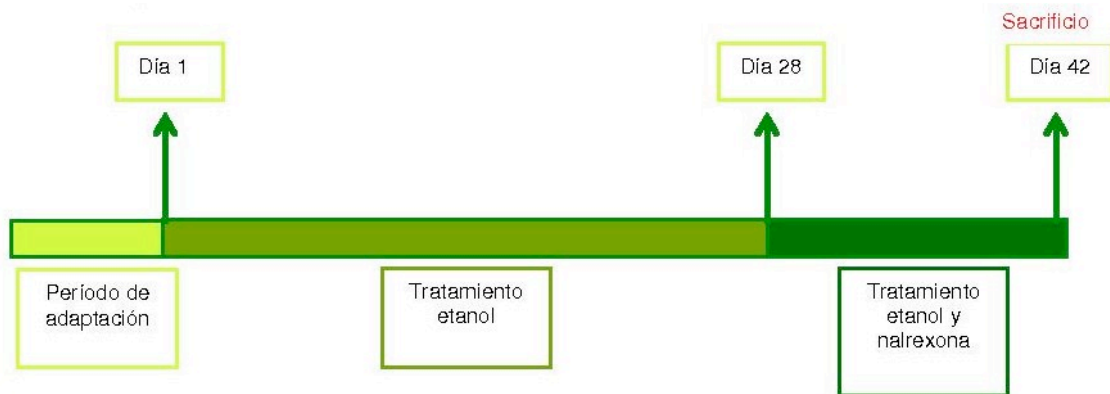 Sacrificio
Día 1
Día 28
Día 42
Período de
adaptación
Tratamiento
etanol
Tratamiento
etanol y
nalrexona